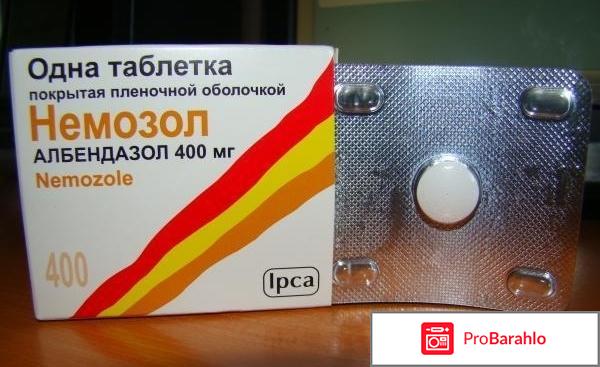 Одна таблетка
покрытая пленочной оболочкой
Немозол
АЛБЕНДАЗОЛ 400 мг
Nemozole
400
Ipca
ProBarahlo